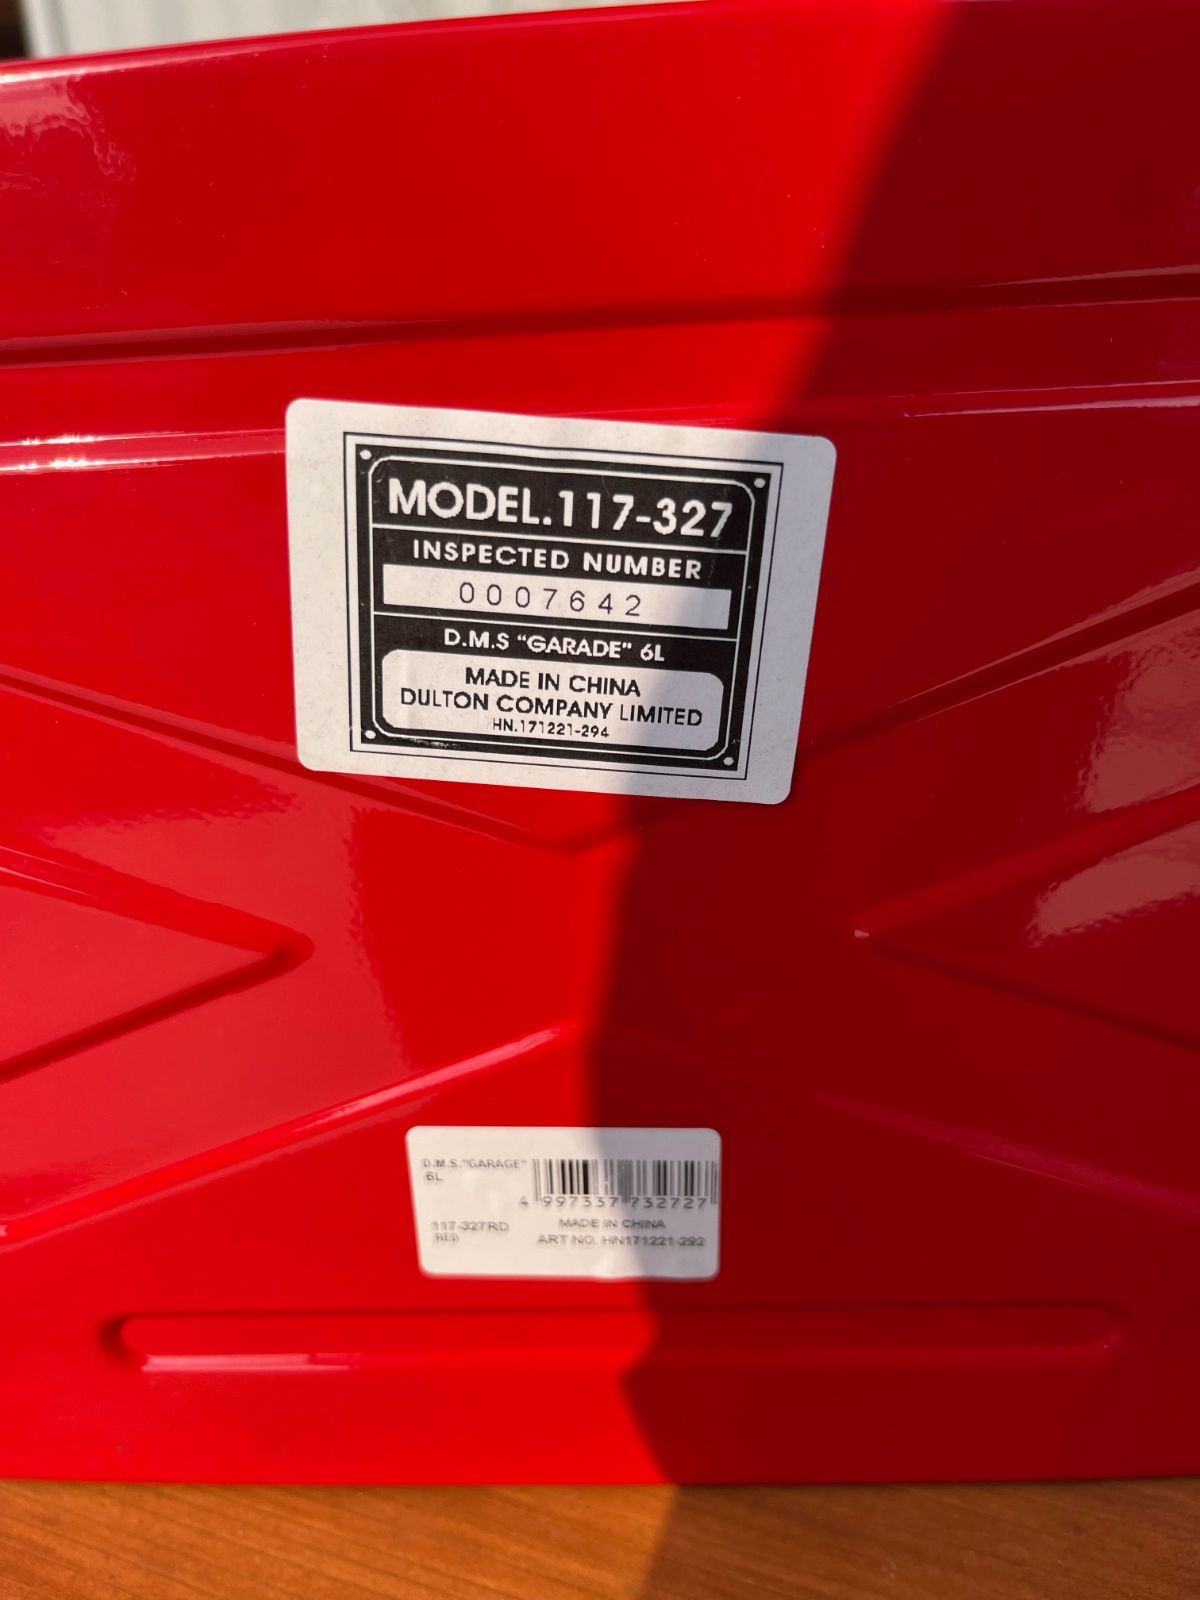 MODEL.117-327
INSPECTED NUMBER
0007642
D.M.S “GARADE” 6L
MADE IN CHINA
DULTON COMPANY LIMITED
HN.171221-294
D.M.S."GARAGE"
6L
4 997337 732727
117-327RD
RED
MADE IN CHINA
ART NO. HN171221-292